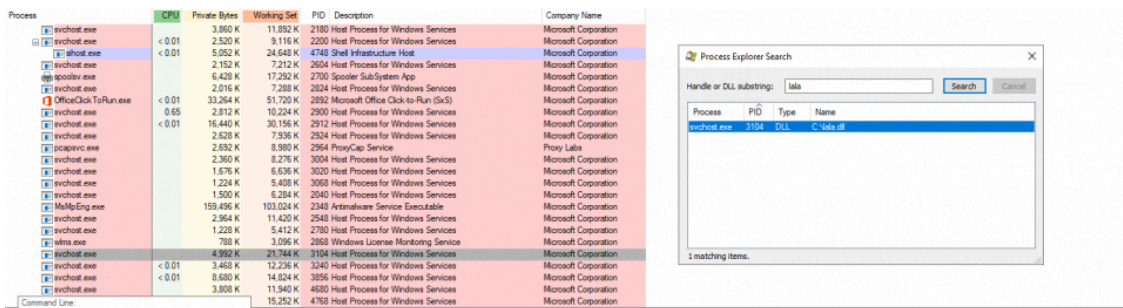 Process CPU Private Bytes Working Set PID Description Company Name
svchost.exe 3,860 K 11,892 K 2180 Host Process for Windows Services Microsoft Corporation
svchost.exe < 0.01 2,520 K 9,116 K 2200 Host Process for Windows Services Microsoft Corporation
sihost.exe < 0.01 5,052 K 24,648 K 4748 Shell Infrastructure Host Microsoft Corporation
svchost.exe 2,152 K 7,212 K 2604 Host Process for Windows Services Microsoft Corporation
spoolsv.exe 6,428 K 17,292 K 2700 Spooler SubSystem App Microsoft Corporation
svchost.exe 2,016 K 7,288 K 2824 Host Process for Windows Services Microsoft Corporation
OfficeClickToRun.exe < 0.01 33,264 K 51,720 K 2892 Microsoft Office Click-to-Run (SxS) Microsoft Corporation
svchost.exe 0.65 2,812 K 10,224 K 2900 Host Process for Windows Services Microsoft Corporation
svchost.exe < 0.01 16,440 K 30,156 K 2912 Host Process for Windows Services Microsoft Corporation
svchost.exe 2,628 K 7,936 K 2924 Host Process for Windows Services Microsoft Corporation
pcapsvc.exe 2,692 K 8,980 K 2964 ProxyCap Service Proxy Labs
svchost.exe 2,360 K 8,276 K 3004 Host Process for Windows Services Microsoft Corporation
svchost.exe 1,676 K 6,636 K 3020 Host Process for Windows Services Microsoft Corporation
svchost.exe 1,224 K 5,408 K 3068 Host Process for Windows Services Microsoft Corporation
svchost.exe 1,500 K 6,284 K 2040 Host Process for Windows Services Microsoft Corporation
MsMpEng.exe 159,496 K 103,024 K 2348 Antimalware Service Executable Microsoft Corporation
svchost.exe 2,964 K 11,420 K 2548 Host Process for Windows Services Microsoft Corporation
svchost.exe 1,228 K 5,412 K 2780 Host Process for Windows Services Microsoft Corporation
wlms.exe 788 K 3,096 K 2868 Windows License Monitoring Service Microsoft Corporation
svchost.exe 4,992 K 21,744 K 3104 Host Process for Windows Services Microsoft Corporation
svchost.exe < 0.01 3,468 K 12,236 K 3240 Host Process for Windows Services Microsoft Corporation
svchost.exe < 0.01 8,680 K 14,824 K 3856 Host Process for Windows Services Microsoft Corporation
svchost.exe 3,808 K 11,940 K 4680 Host Process for Windows Services Microsoft Corporation
Command Line: 15,252 K 4768 Host Process for Windows Services Microsoft Corporation
Process Explorer Search
Handle or DLL substring: lala Search Cancel
Process PID Type Name
svchost.exe 3104 DLL C:\lala.dll
1 matching items.